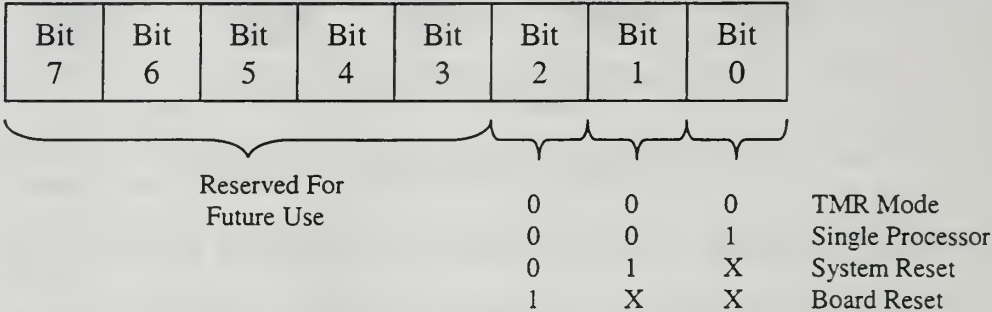 Bit Bit Bit Bit Bit Bit Bit Bit
7 6 5 4 3 2 1 0
Reserved For
Future Use
0 0 0 TMR Mode
0 0 1 Single Processor
0 1 X System Reset
1 X X Board Reset